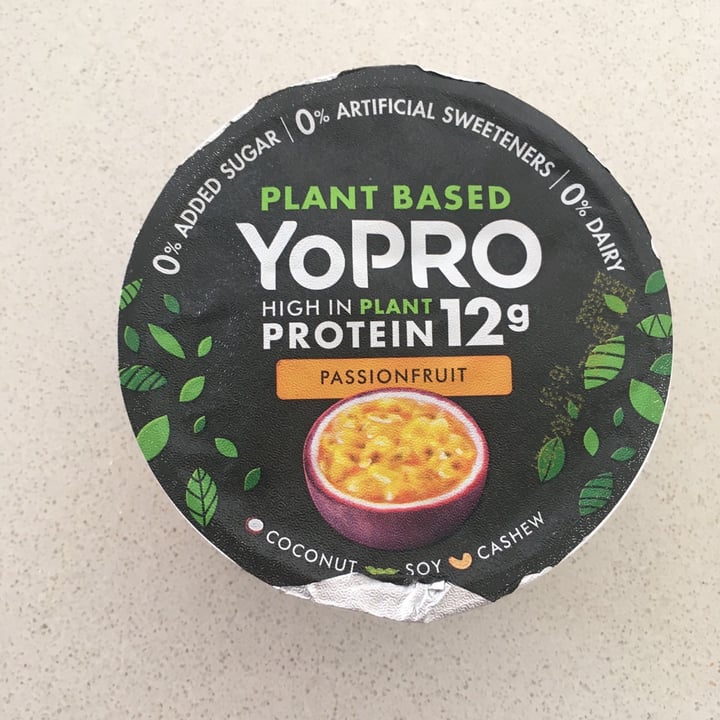 0% ADDED SUGAR | 0% ARTIFICIAL SWEETENERS | 0% DAIRY
PLANT BASED
YOPRO
HIGH IN PLANT
PROTEIN 12g
PASSIONFRUIT
COCONUT SOY CASHEW